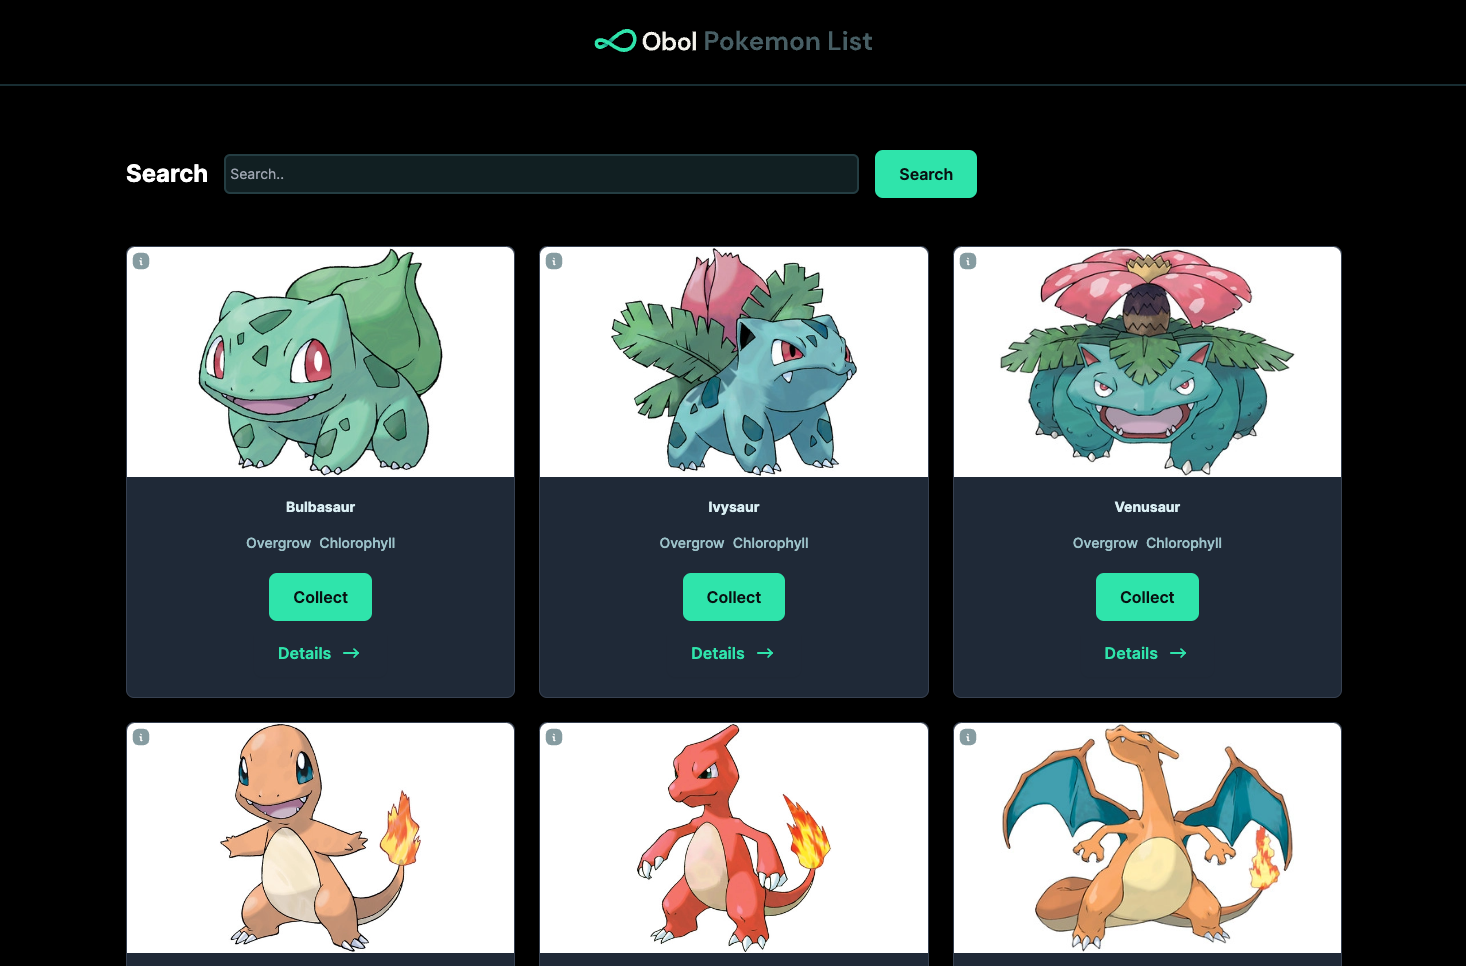 Obol Pokemon List
Search Search.. Search
Bulbasaur
Overgrow Chlorophyll
Collect
Details →
Ivysaur
Overgrow Chlorophyll
Collect
Details →
Venusaur
Overgrow Chlorophyll
Collect
Details →